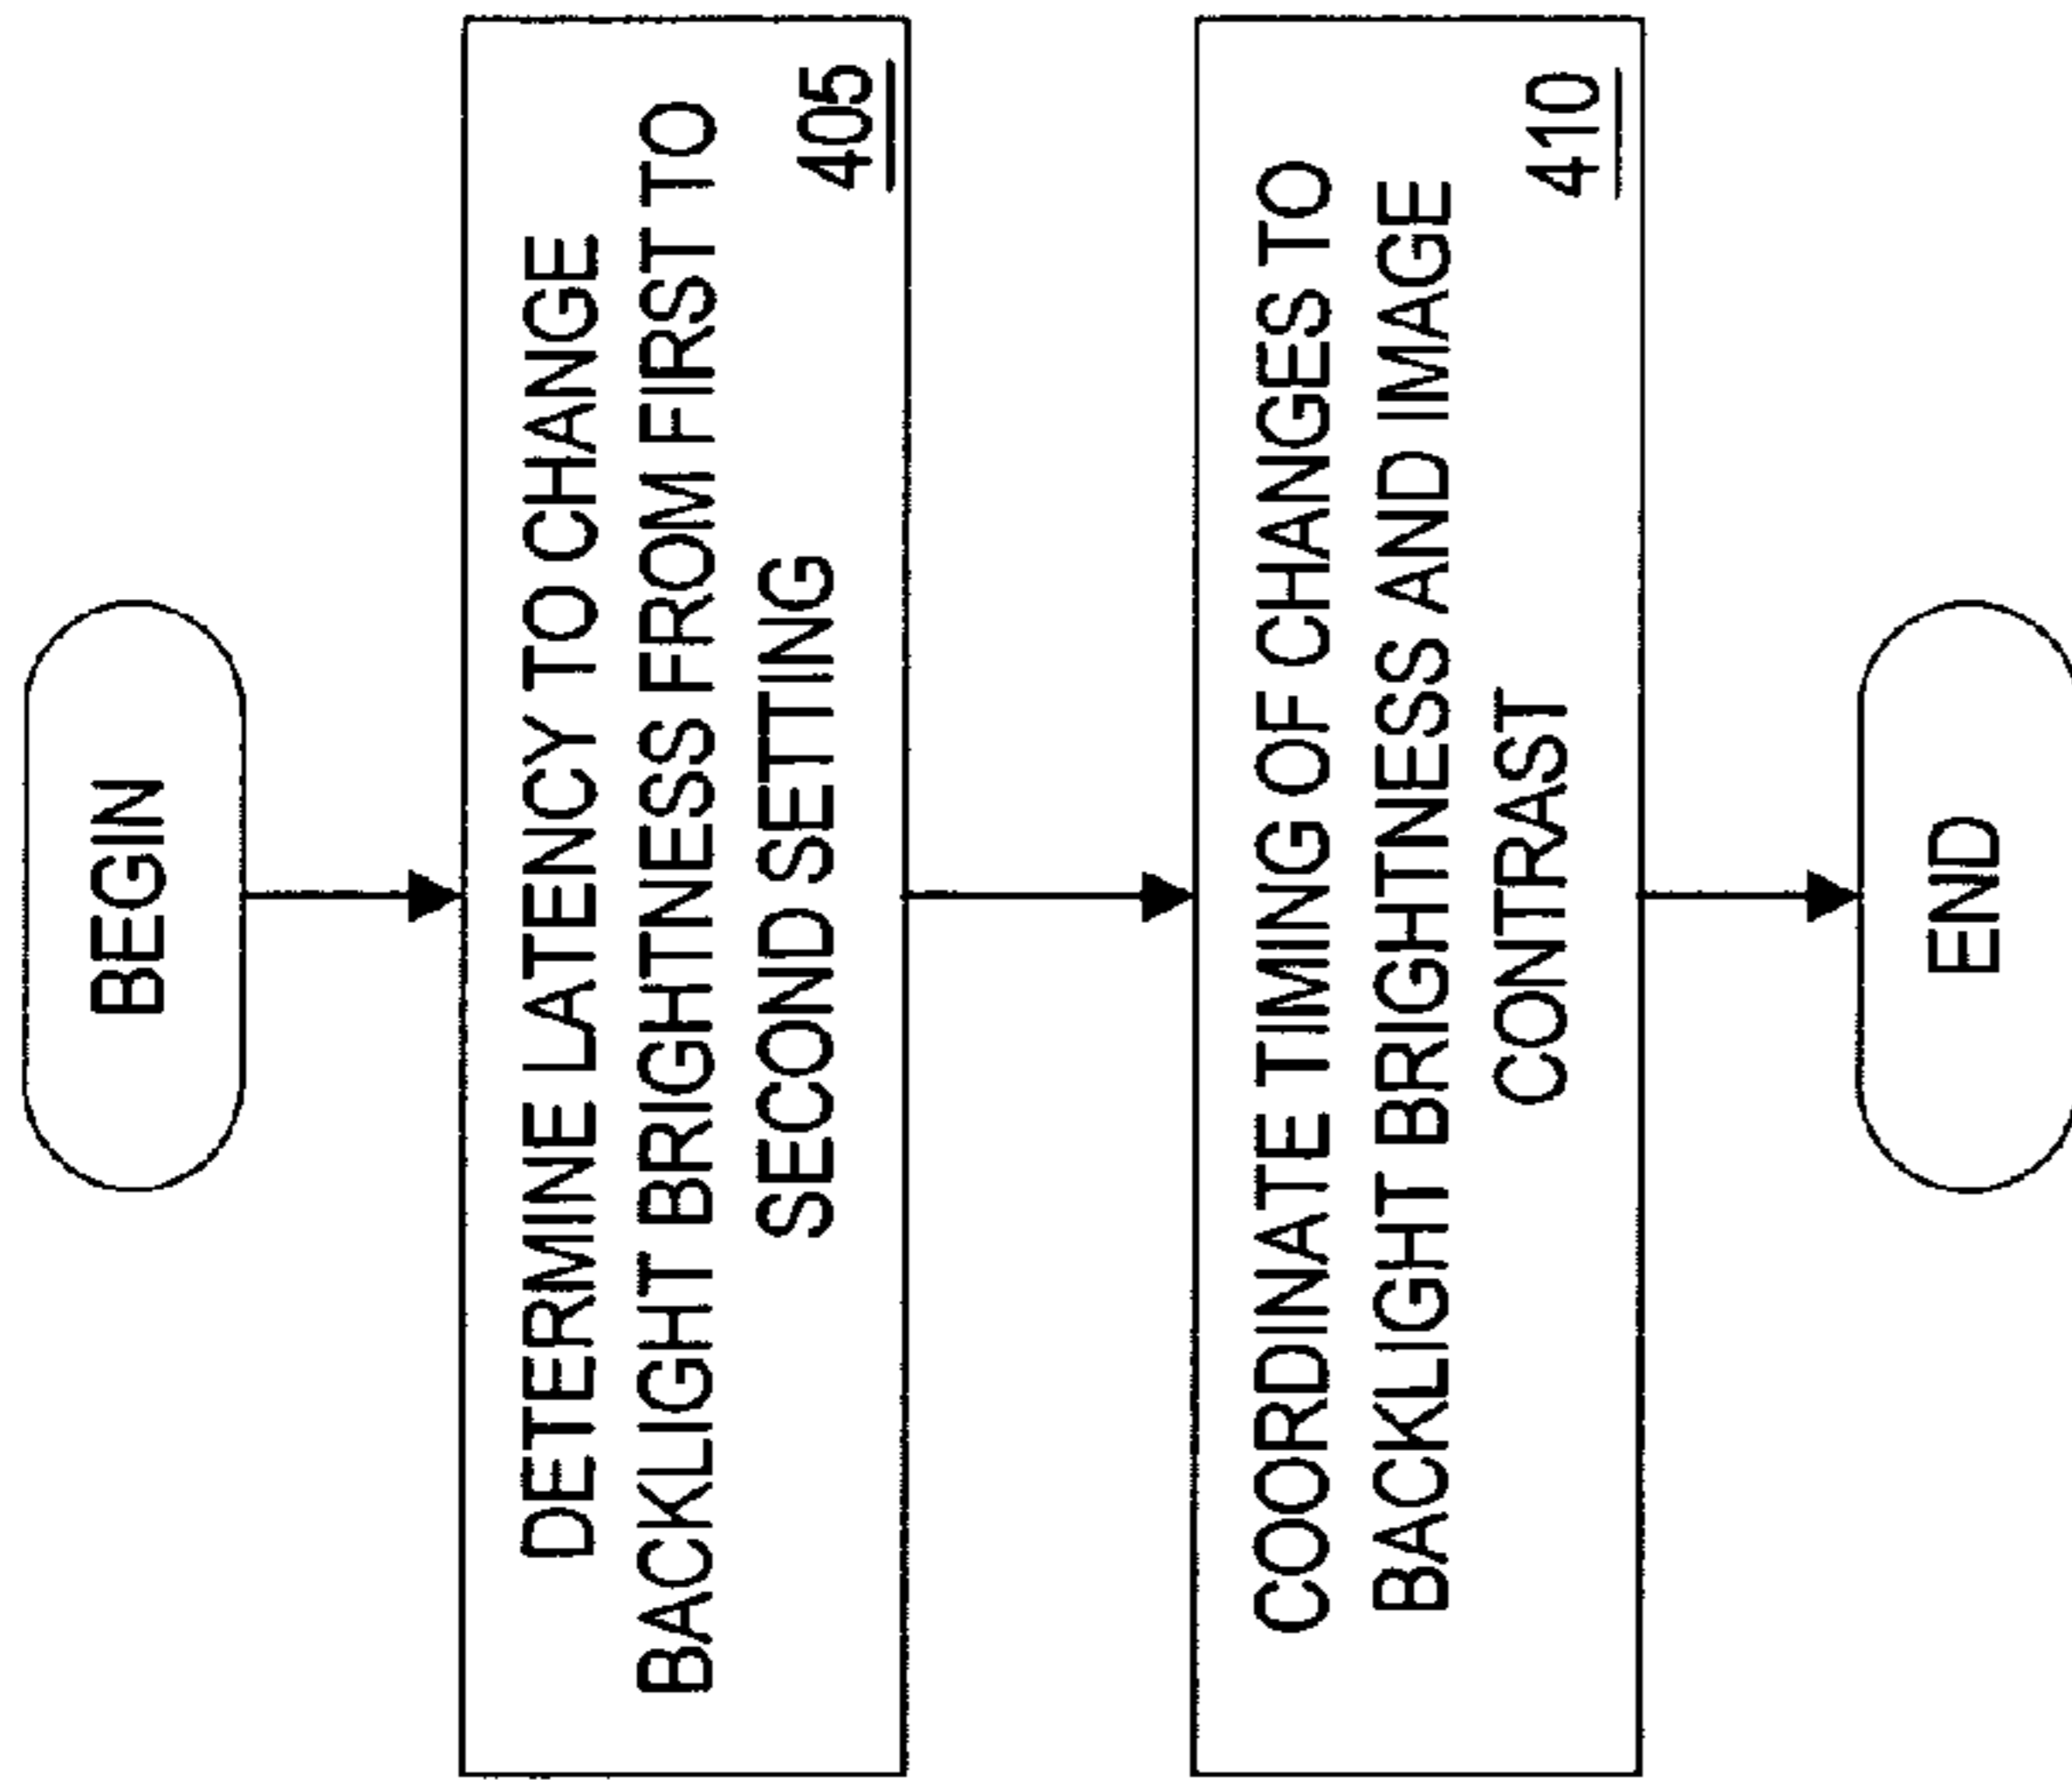 BEGIN
DETERMINE LATENCY TO CHANGE
BACKLIGHT BRIGHTNESS FROM FIRST TO
SECOND SETTING
405
COORDINATE TIMING OF CHANGES TO
BACKLIGHT BRIGHTNESS AND IMAGE
CONTRAST
410
END